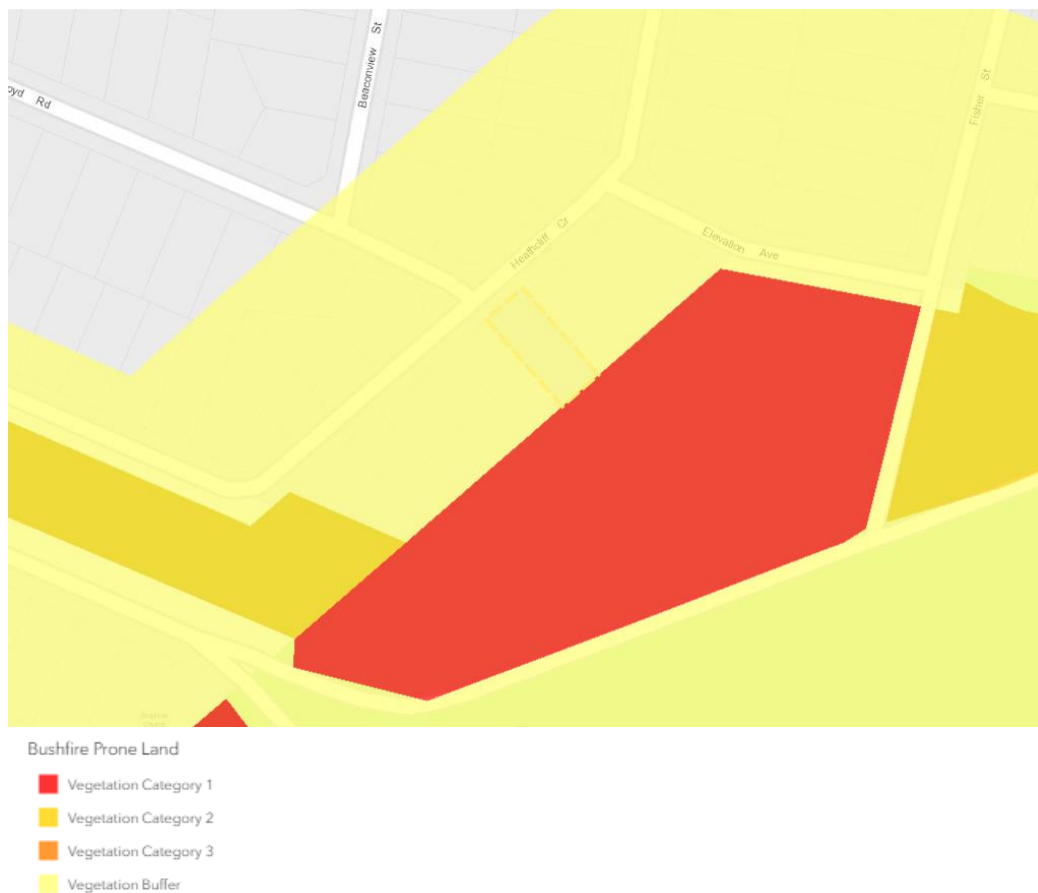 Beaconview St
oyd Rd
Fisher St
Heathcliff Cr
Elevation Ave
Bushfire Prone Land
Vegetation Category 1
Vegetation Category 2
Vegetation Category 3
Vegetation Buffer